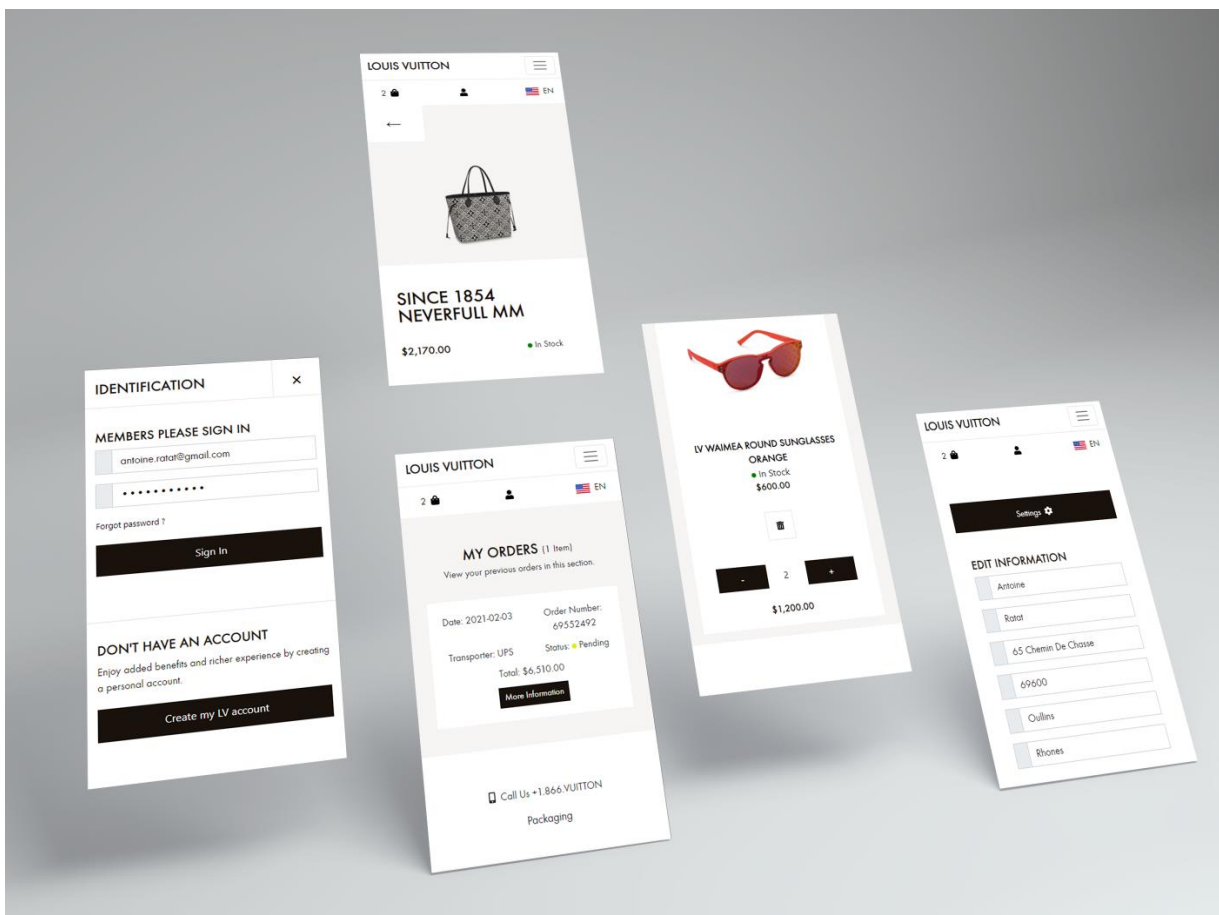 LOUIS VUITTON
2
EN
←
SINCE 1854
NEVERFULL MM
$2,170.00
In Stock
IDENTIFICATION
×
MEMBERS PLEASE SIGN IN
antoine.ratat@gmail.com
•••••••••••
Forgot password ?
Sign In
DON'T HAVE AN ACCOUNT
Enjoy added benefits and richer experience by creating
a personal account.
Create my LV account
LOUIS VUITTON
2
EN
MY ORDERS (1 Item)
View your previous orders in this section.
Date: 2021-02-03
Order Number:
69552492
Transporter: UPS
Status: Pending
Total: $6,510.00
More Information
Call Us +1.866.VUITTON
Packaging
LV WAIMEA ROUND SUNGLASSES
ORANGE
In Stock
$600.00
- 2 +
$1,200.00
LOUIS VUITTON
2
EN
Settings
EDIT INFORMATION
Antoine
Ratat
65 Chemin De Chasse
69600
Oullins
Rhones